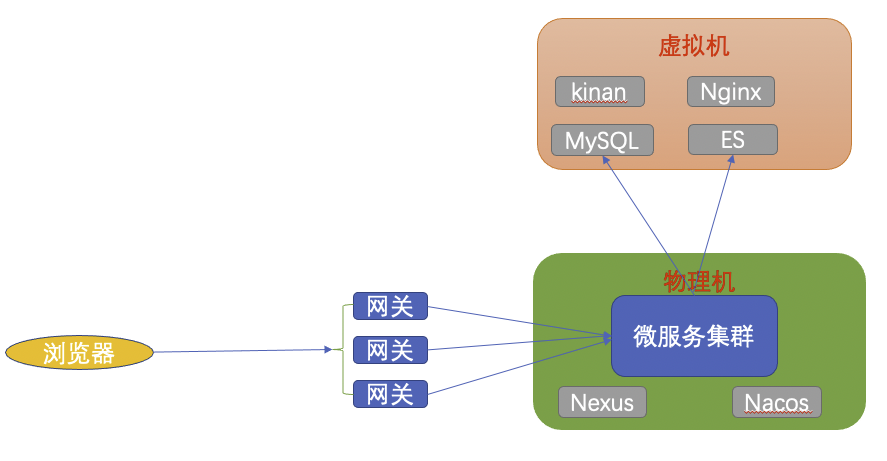 虚拟机
kinan
Nginx
MySQL
ES
物理机
网关
微服务集群
网关
浏览器
网关
Nexus
Nacos